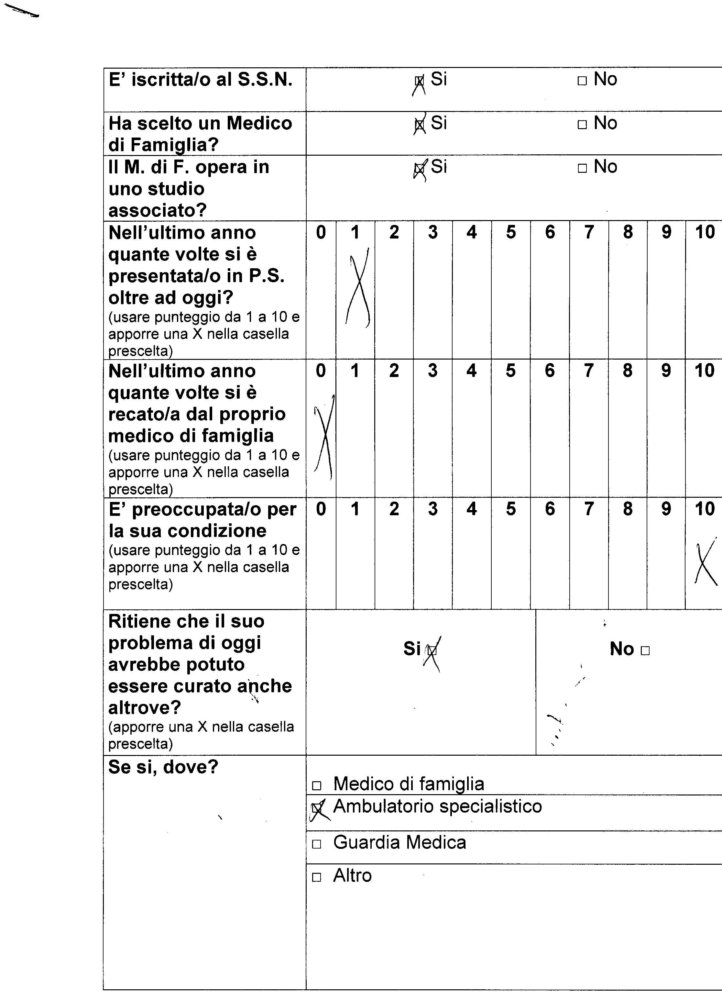 E' iscritta/o al S.S.N. ☒ Si □ No
Ha scelto un Medico ☒ Si □ No
di Famiglia?
Il M. di F. opera in ☒ Si □ No
uno studio
associato?
Nell'ultimo anno 0 1 2 3 4 5 6 7 8 9 10
quante volte si è X
presentata/o in P.S.
oltre ad oggi?
(usare punteggio da 1 a 10 e
apporre una X nella casella
prescelta)
Nell'ultimo anno 0 1 2 3 4 5 6 7 8 9 10
quante volte si è
recato/a dal proprio X
medico di famiglia
(usare punteggio da 1 a 10 e
apporre una X nella casella
prescelta)
E' preoccupata/o per 0 1 2 3 4 5 6 7 8 9 10
la sua condizione
(usare punteggio da 1 a 10 e X
apporre una X nella casella
prescelta)
Ritiene che il suo
problema di oggi Si ☒ No □
avrebbe potuto
essere curato anche
altrove?
(apporre una X nella casella
prescelta)
Se si, dove?
□ Medico di famiglia
☒ Ambulatorio specialistico
□ Guardia Medica
□ Altro